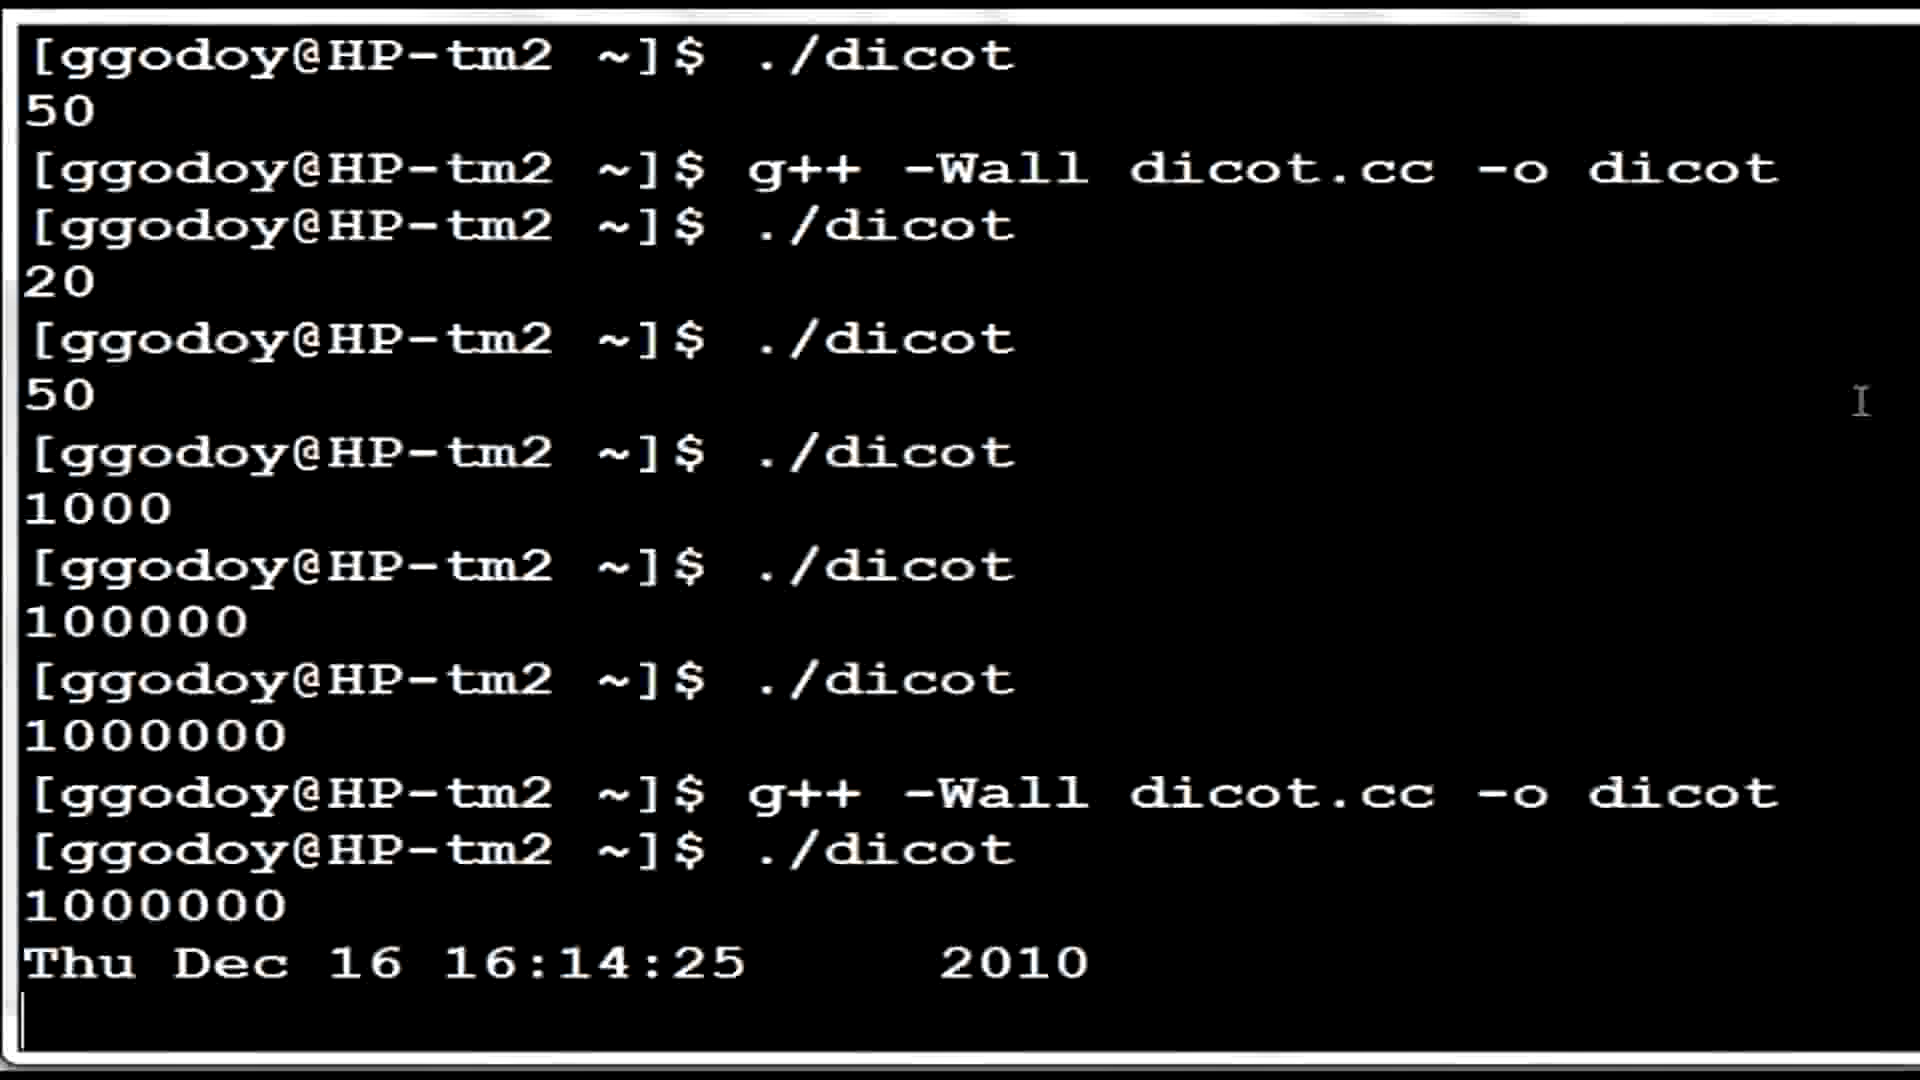 [ggodoy@HP-tm2 ~]$ ./dicot
50
[ggodoy@HP-tm2 ~]$ g++ -Wall dicot.cc -o dicot
[ggodoy@HP-tm2 ~]$ ./dicot
20
[ggodoy@HP-tm2 ~]$ ./dicot
50
[ggodoy@HP-tm2 ~]$ ./dicot
1000
[ggodoy@HP-tm2 ~]$ ./dicot
100000
[ggodoy@HP-tm2 ~]$ ./dicot
1000000
[ggodoy@HP-tm2 ~]$ g++ -Wall dicot.cc -o dicot
[ggodoy@HP-tm2 ~]$ ./dicot
1000000
Thu Dec 16 16:14:25     2010